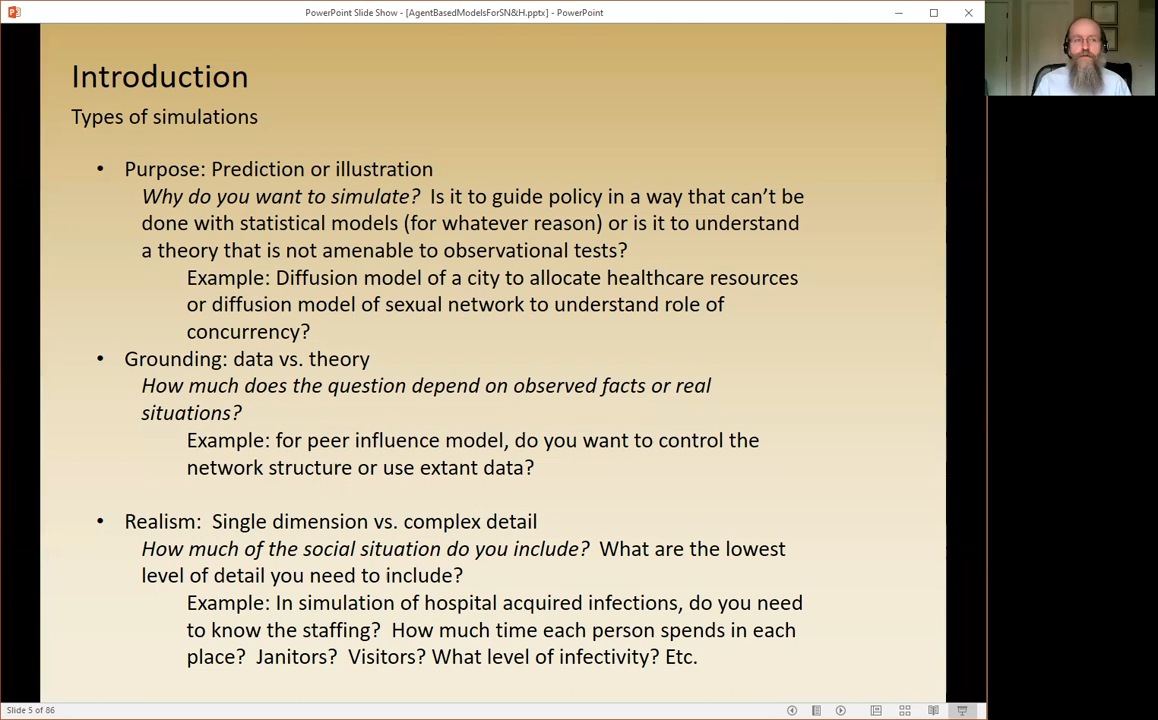 PowerPoint Slide Show - [AgentBasedModelsForSN&H.pptx] - PowerPoint
Introduction
Types of simulations
• Purpose: Prediction or illustration
Why do you want to simulate? Is it to guide policy in a way that can't be
done with statistical models (for whatever reason) or is it to understand
a theory that is not amenable to observational tests?
Example: Diffusion model of a city to allocate healthcare resources
or diffusion model of sexual network to understand role of
concurrency?
• Grounding: data vs. theory
How much does the question depend on observed facts or real
situations?
Example: for peer influence model, do you want to control the
network structure or use extant data?
• Realism: Single dimension vs. complex detail
How much of the social situation do you include? What are the lowest
level of detail you need to include?
Example: In simulation of hospital acquired infections, do you need
to know the staffing? How much time each person spends in each
place? Janitors? Visitors? What level of infectivity? Etc.
Slide 5 of 86